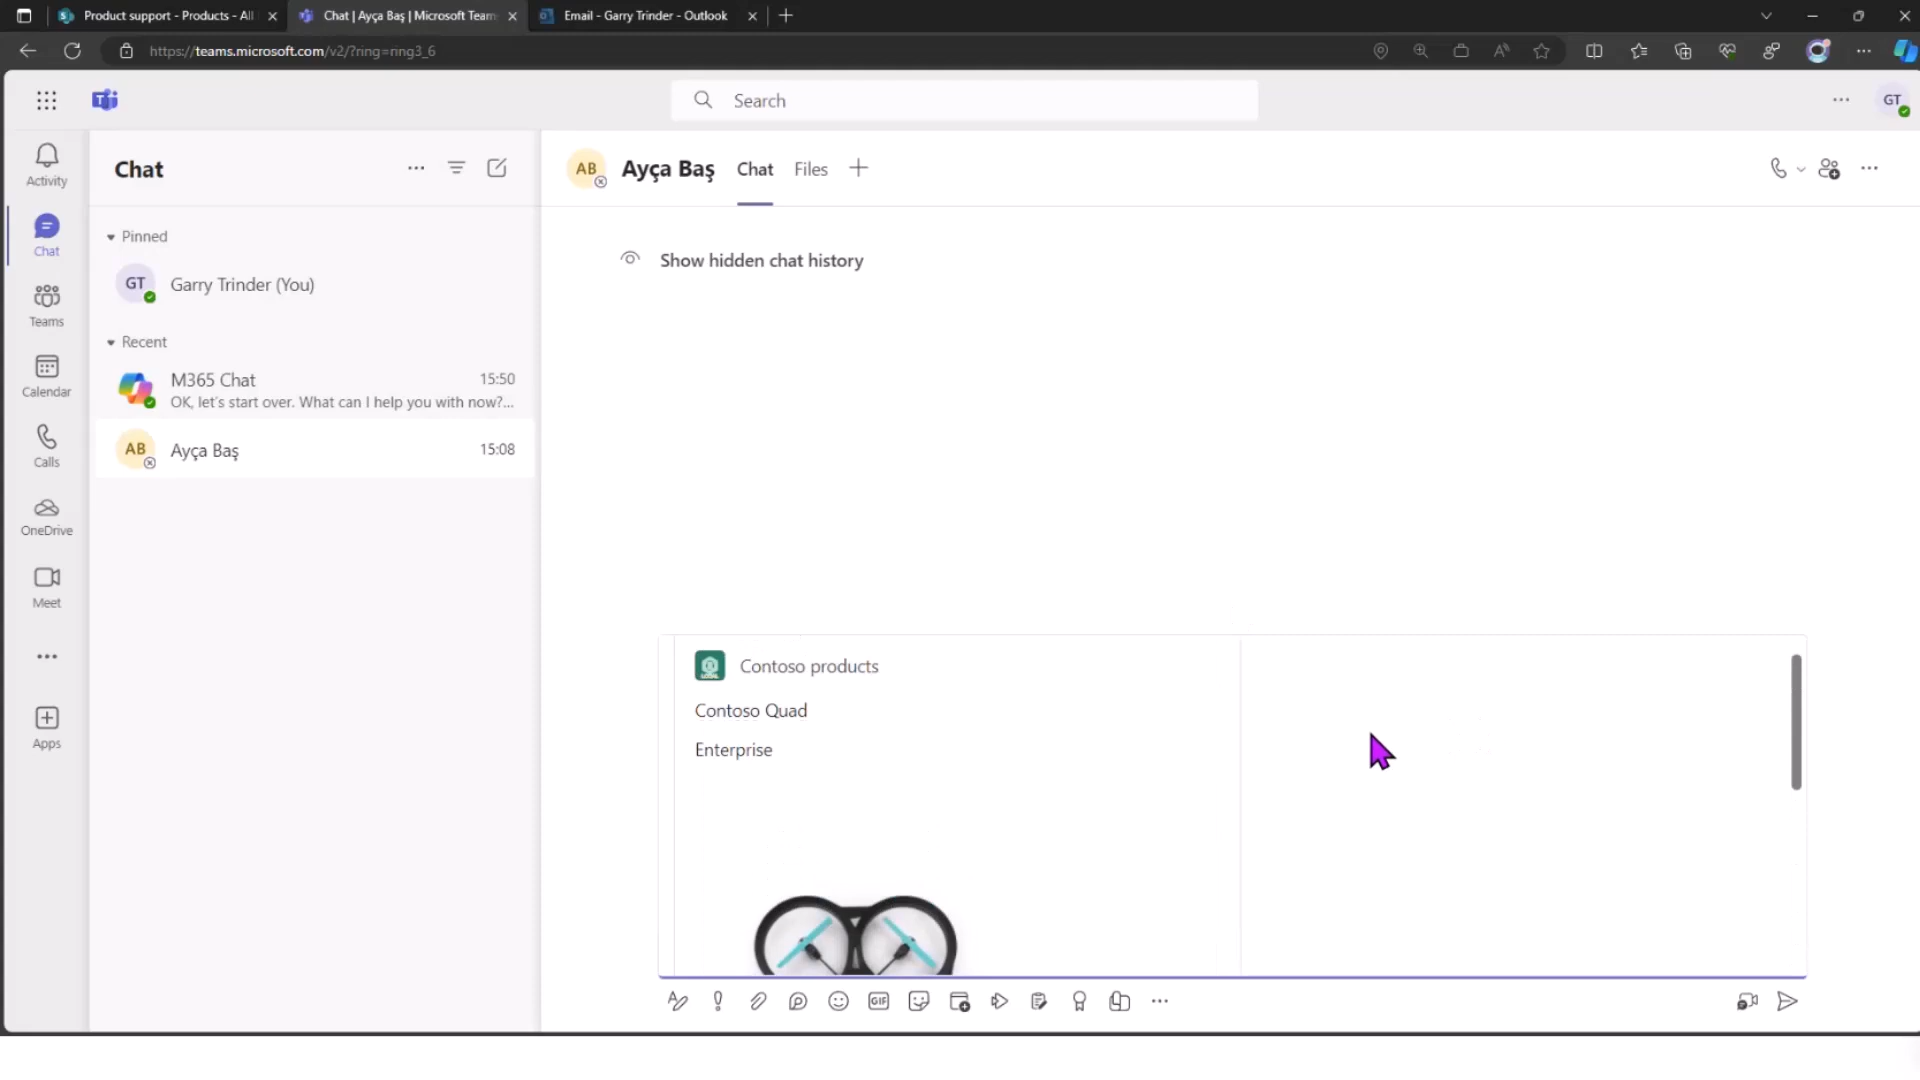 Product support - Products - All
Chat | Ayça Baş | Microsoft Team
Email - Garry Trinder - Outlook
https://teams.microsoft.com/v2/?ring=ring3_6
Search
GT
Activity
Chat
Teams
Calendar
Calls
OneDrive
Meet
Apps
Chat
Pinned
GT
Garry Trinder (You)
Recent
M365 Chat
15:50
OK, let's start over. What can I help you with now?...
AB
Ayça Baş
15:08
AB
Ayça Baş
Chat
Files
Show hidden chat history
Contoso products
Contoso Quad
Enterprise
GIF